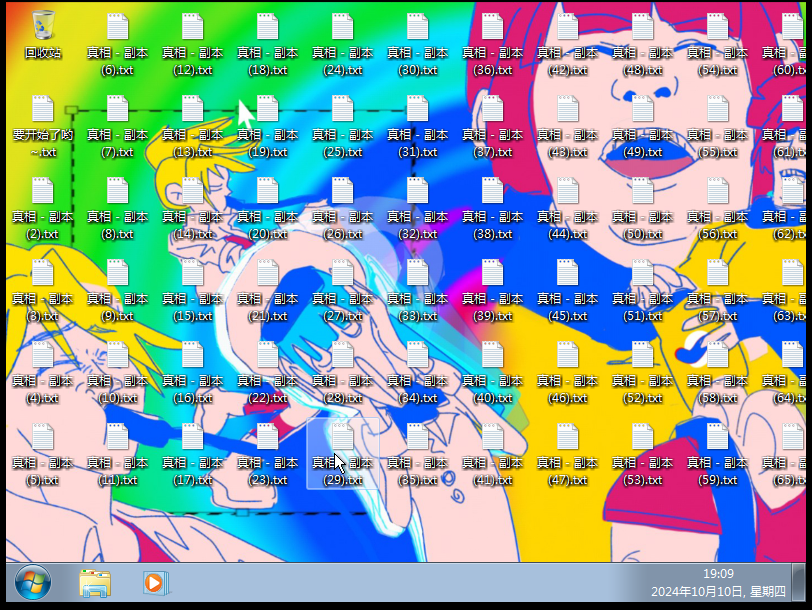 回收站
真相 - 副本
(6).txt
真相 - 副本
(12).txt
真相 - 副本
(18).txt
真相 - 副本
(24).txt
真相 - 副本
(30).txt
真相 - 副本
(36).txt
真相 - 副本
(42).txt
真相 - 副本
(48).txt
真相 - 副本
(54).txt
真相 - 副
(60).t
要开始了哟
~.txt
真相 - 副本
(7).txt
真相 - 副本
(13).txt
真相 - 副本
(19).txt
真相 - 副本
(25).txt
真相 - 副本
(31).txt
真相 - 副本
(37).txt
真相 - 副本
(43).txt
真相 - 副本
(49).txt
真相 - 副本
(55).txt
真相 - 副
(61).t
真相 - 副本
(2).txt
真相 - 副本
(8).txt
真相 - 副本
(14).txt
真相 - 副本
(20).txt
真相 - 副本
(26).txt
真相 - 副本
(32).txt
真相 - 副本
(38).txt
真相 - 副本
(44).txt
真相 - 副本
(50).txt
真相 - 副本
(56).txt
真相 - 副
(62).t
真相 - 副本
(3).txt
真相 - 副本
(9).txt
真相 - 副本
(15).txt
真相 - 副本
(21).txt
真相 - 副本
(27).txt
真相 - 副本
(33).txt
真相 - 副本
(39).txt
真相 - 副本
(45).txt
真相 - 副本
(51).txt
真相 - 副本
(57).txt
真相 - 副
(63).t
真相 - 副本
(4).txt
真相 - 副本
(10).txt
真相 - 副本
(16).txt
真相 - 副本
(22).txt
真相 - 副本
(28).txt
真相 - 副本
(34).txt
真相 - 副本
(40).txt
真相 - 副本
(46).txt
真相 - 副本
(52).txt
真相 - 副本
(58).txt
真相 - 副
(64).t
真相 - 副本
(5).txt
真相 - 副本
(11).txt
真相 - 副本
(17).txt
真相 - 副本
(23).txt
真相 - 副本
(29).txt
真相 - 副本
(35).txt
真相 - 副本
(41).txt
真相 - 副本
(47).txt
真相 - 副本
(53).txt
真相 - 副本
(59).txt
真相 - 副
(65).t
19:09
2024年10月10日, 星期四